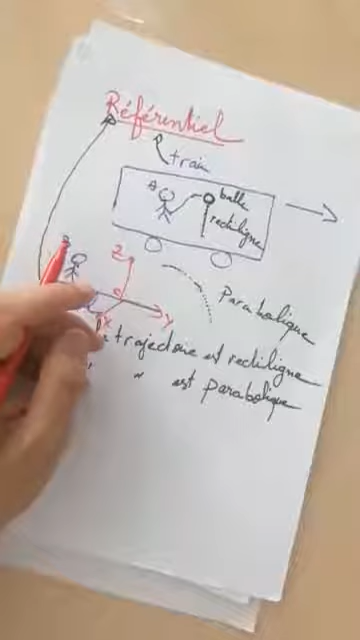 Référentiel
train
A
balle
rectiligne
B
Z
O
Y
X
Parabolique
trajectoire est rectiligne
" " est parabolique